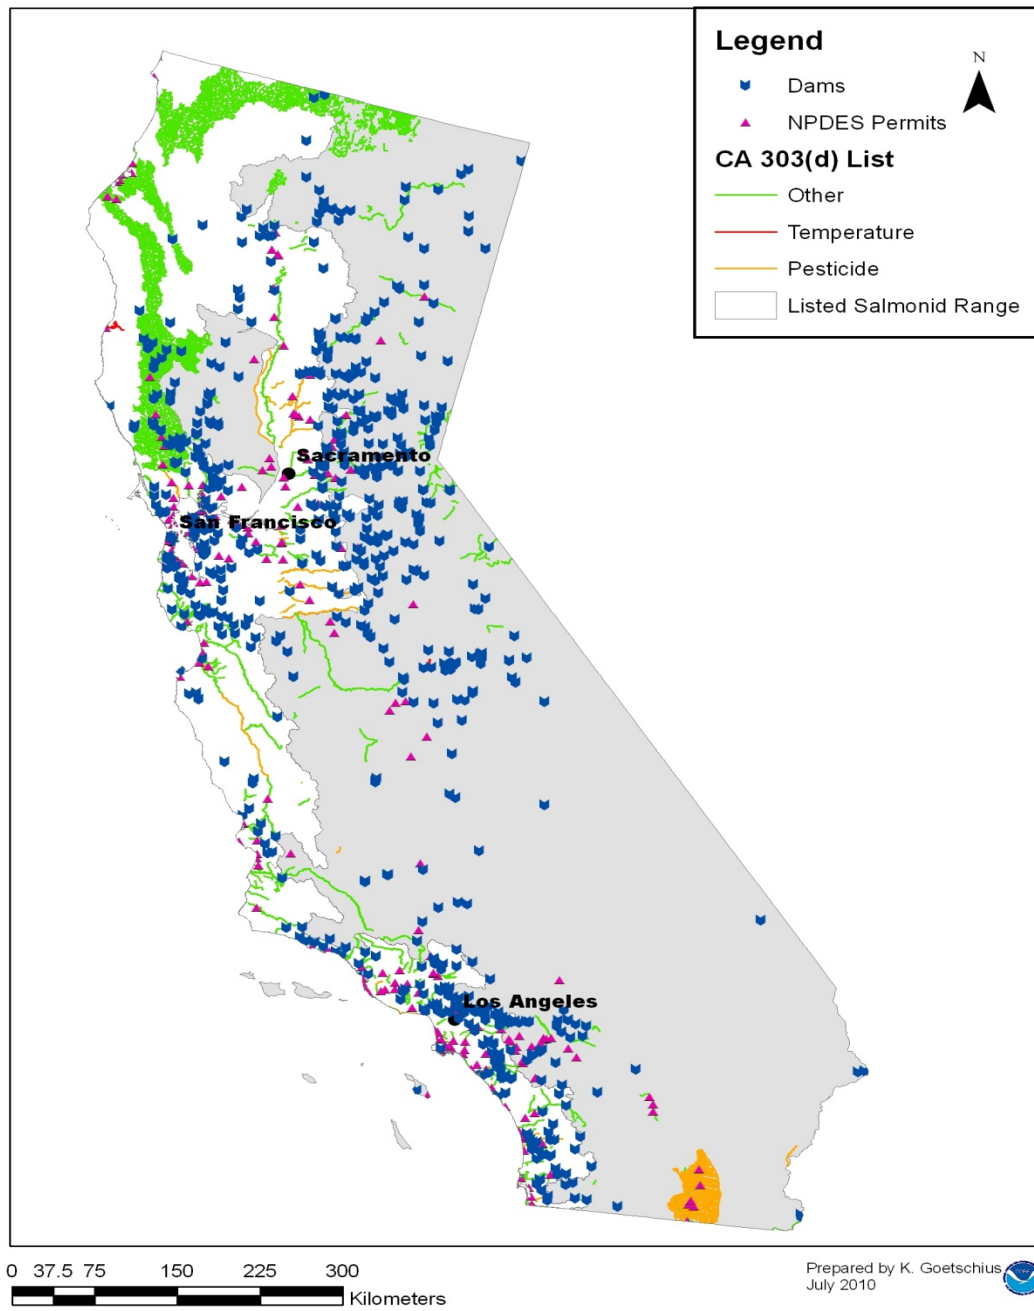 Legend
N
Dams
NPDES Permits
CA 303(d) List
Other
Temperature
Pesticide
Listed Salmonid Range
Sacramento
San Francisco
Los Angeles
0 37.5 75 150 225 300
Kilometers
Prepared by K. Goetschius
July 2010